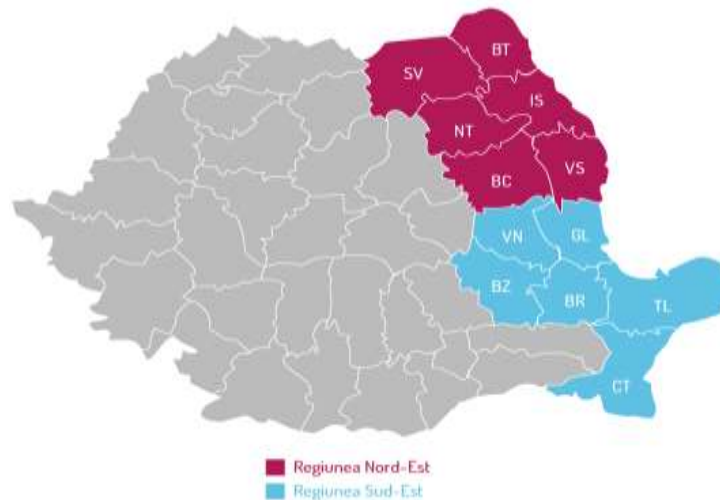 BT
SV
IS
NT
VS
BC
VN
GL
BZ
BR
TL
CT
Regiunea Nord-Est
Regiunea Sud-Est